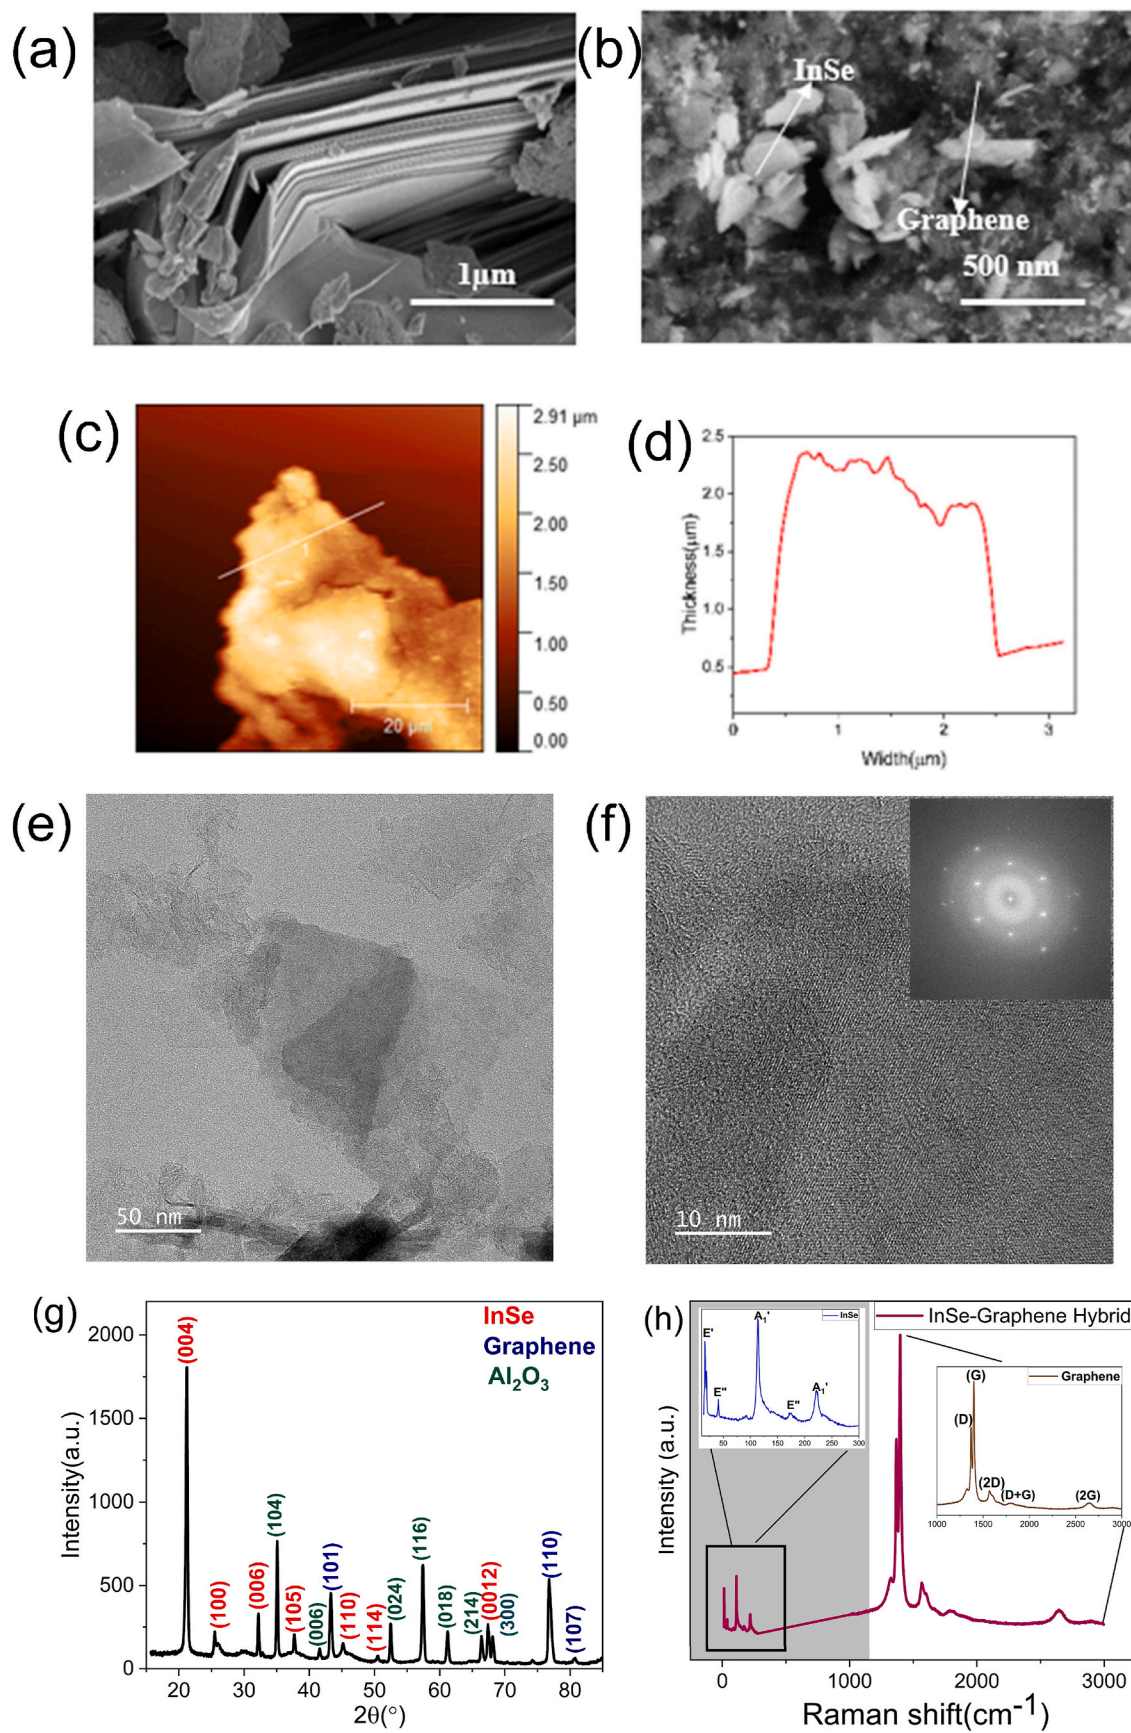 (a)
1μm
(b)
InSe
Graphene
500 nm
(c)
2.91 μm
2.50
2.00
1.50
1.00
0.50
0.00
1
20 μm
(d)
Thickness(μm)
2.5
2.0
1.5
1.0
0.5
0 1 2 3
Width(μm)
(e)
50 nm
(f)
10 nm
(g)
InSe
Graphene
Al₂O₃
Intensity(a.u.)
2000
1500
1000
500
0
(004)
(100)
(006)
(104)
(105)
(006)
(101)
(110)
(114)
(024)
(116)
(018)
(214)
(0012)
(300)
(110)
(107)
20 30 40 50 60 70 80
2θ(°)
(h)
InSe-Graphene Hybrid
Intensity (a.u.)
InSe
E'
E"
A₁'
E"
A₁'
50 100 150 200 250 300
Graphene
(G)
(D)
(2D)
(D+G)
(2G)
1000 1500 2000 2500 3000
0 1000 2000 3000
Raman shift(cm⁻¹)